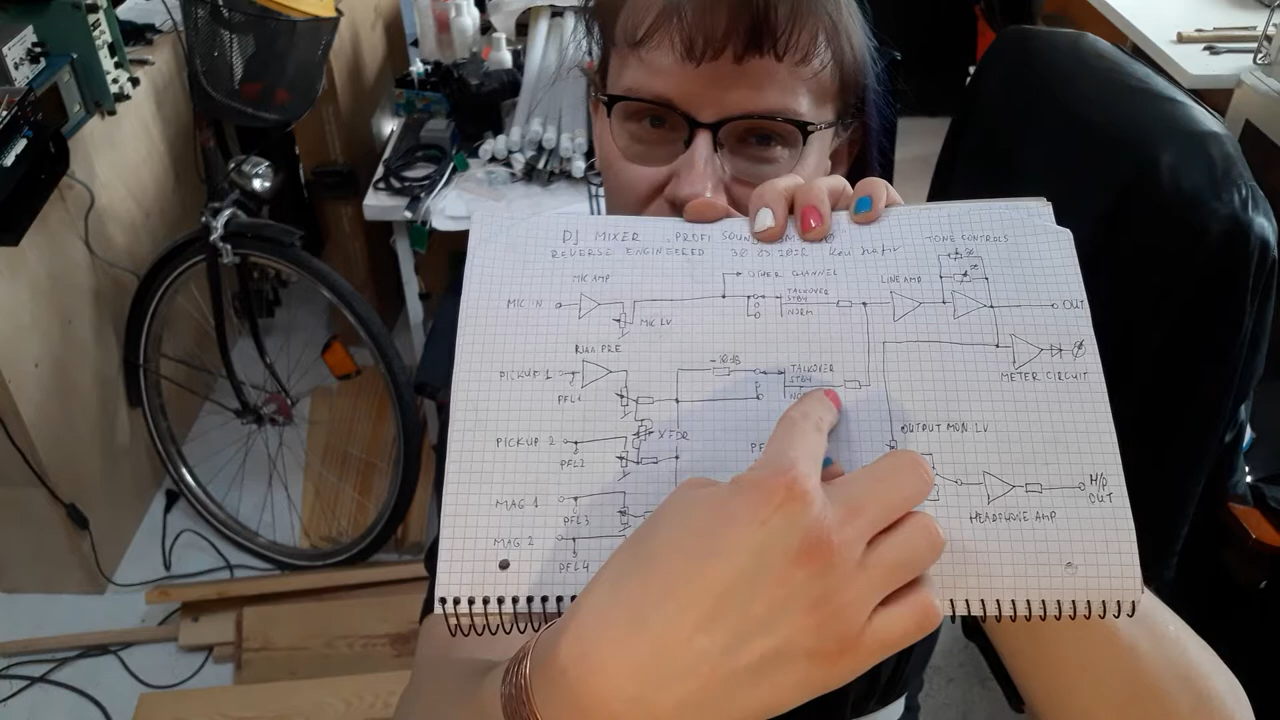 DJ MIXER PROFI SOUND
REVERSE ENGINEERED
TONE CONTROLS
MIC AMP
OTHER CHANNEL
LINE AMP
MIC IN
MIC LV
TALKOVER
STBY
NORM
OUT
RIAA PRE
-10dB
PICKUP 1
PFL1
TALKOVER
STBY
METER CIRCUIT
XFDR
PICKUP 2
PFL2
OUTPUT MON. LV
MAG 1
PFL3
H/P
OUT
HEADPHONE AMP
MAG 2
PFL4